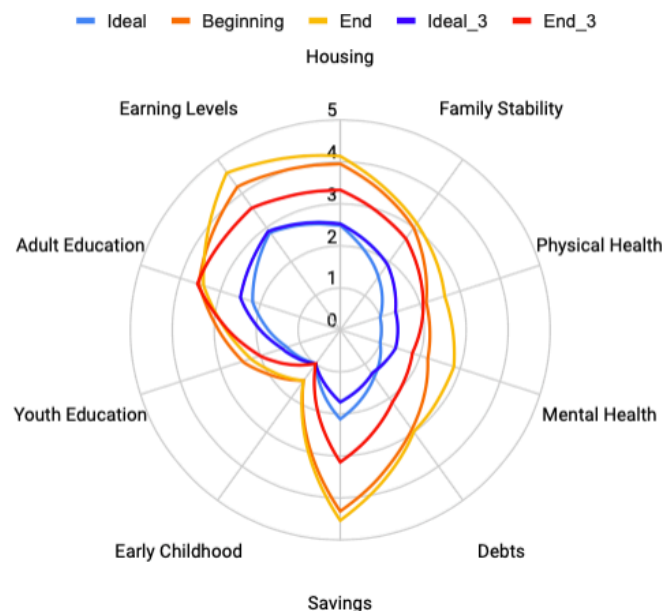 Ideal Beginning End Ideal_3 End_3
Housing
Earning Levels Family Stability
5
4
3
Adult Education Physical Health
2
1
0
Youth Education Mental Health
Early Childhood Debts
Savings